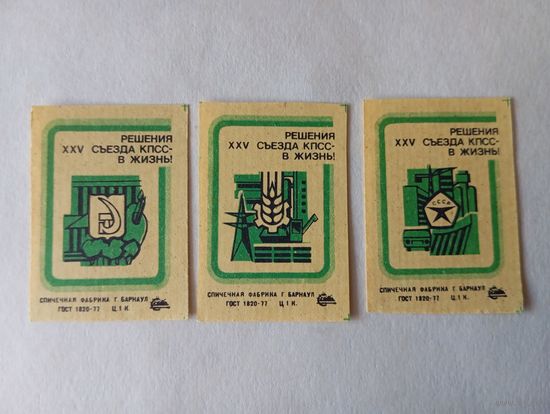 РЕШЕНИЯ
XXV СЪЕЗДА КПСС-
В ЖИЗНЬ!
СПИЧЕЧНАЯ ФАБРИКА Г. БАРНАУЛ
ГОСТ 1820-77 Ц. 1 К.
РЕШЕНИЯ
XXV СЪЕЗДА КПСС-
В ЖИЗНЬ!
СПИЧЕЧНАЯ ФАБРИКА Г. БАРНАУЛ
ГОСТ 1820-77 Ц. 1 К.
РЕШЕНИЯ
XXV СЪЕЗДА КПСС-
В ЖИЗНЬ!
СССР
СПИЧЕЧНАЯ ФАБРИКА Г. БАРНАУЛ
ГОСТ 1820-77 Ц. 1 К.